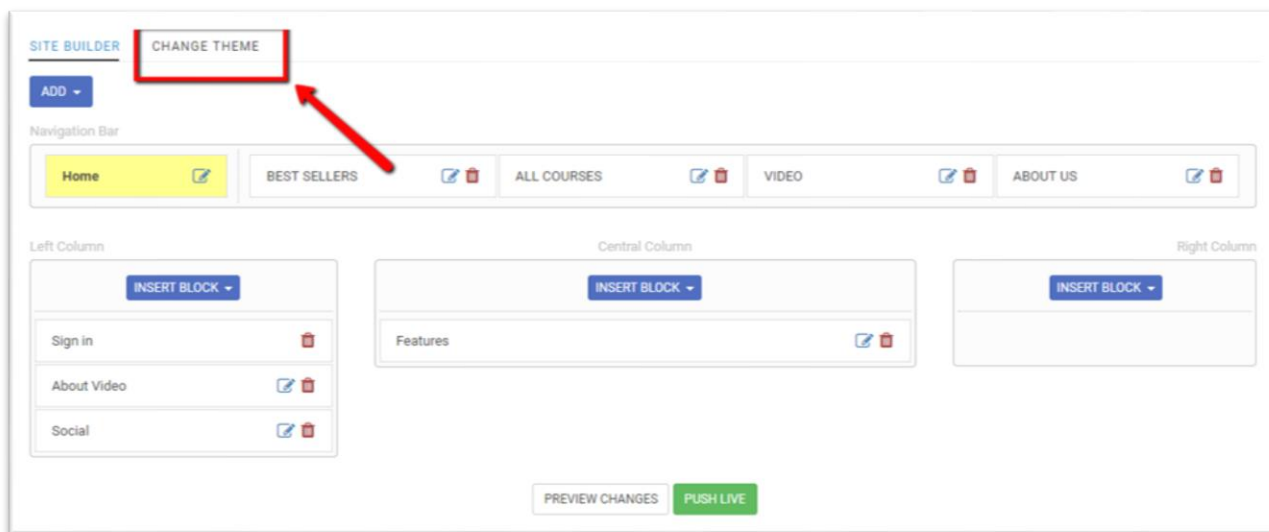 SITE BUILDER CHANGE THEME
ADD
Navigation Bar
Home BEST SELLERS ALL COURSES VIDEO ABOUT US
Left Column Central Column Right Column
INSERT BLOCK INSERT BLOCK INSERT BLOCK
Sign in Features
About Video
Social
PREVIEW CHANGES PUSH LIVE